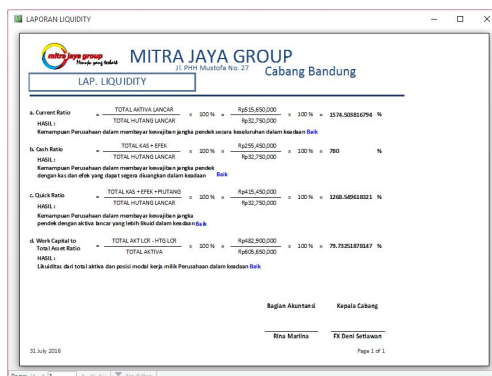 LAPORAN LIQUIDITY
mitra jaya group
Menuju yang terbaik
MITRA JAYA GROUP
Jl. PHH Mustofa No. 27
Cabang Bandung
LAP. LIQUIDITY
a. Current Ratio = TOTAL AKTIVA LANCAR x 100 % = Rp515,650,000 x 100 % = 1574.503816794 %
TOTAL HUTANG LANCAR Rp32,750,000
HASIL :
Kemampuan Perusahaan dalam membayar kewajiban jangka pendek secara keseluruhan dalam keadaan Baik
b. Cash Ratio = TOTAL KAS + EFEK x 100 % = Rp255,450,000 x 100 % = 780 %
TOTAL HUTANG LANCAR Rp32,750,000
HASIL :
Kemampuan Perusahaan dalam membayar kewajiban jangka pendek
dengan kas dan efek yang dapat segera diuangkan dalam keadaan Baik
c. Quick Ratio = TOTAL KAS + EFEK + PIUTANG x 100 % = Rp415,450,000 x 100 % = 1268.549618321 %
TOTAL HUTANG LANCAR Rp32,750,000
HASIL :
Kemampuan Perusahaan dalam membayar kewajiban jangka
pendek dengan aktiva lancar yang lebih likuid dalam keadaan Baik
d. Work Capital to = TOTAL AKT LCR - HTG LCR x 100 % = Rp482,900,000 x 100 % = 79.73251878147 %
Total Asset Ratio TOTAL AKTIVA Rp605,650,000
HASIL :
Likuiditas dari total aktiva dan posisi modal kerja milik Perusahaan dalam keadaan Baik
Bagian Akuntansi Kepala Cabang
Rina Marlina FX Deni Setiawan
31 July 2016 Page 1 of 1